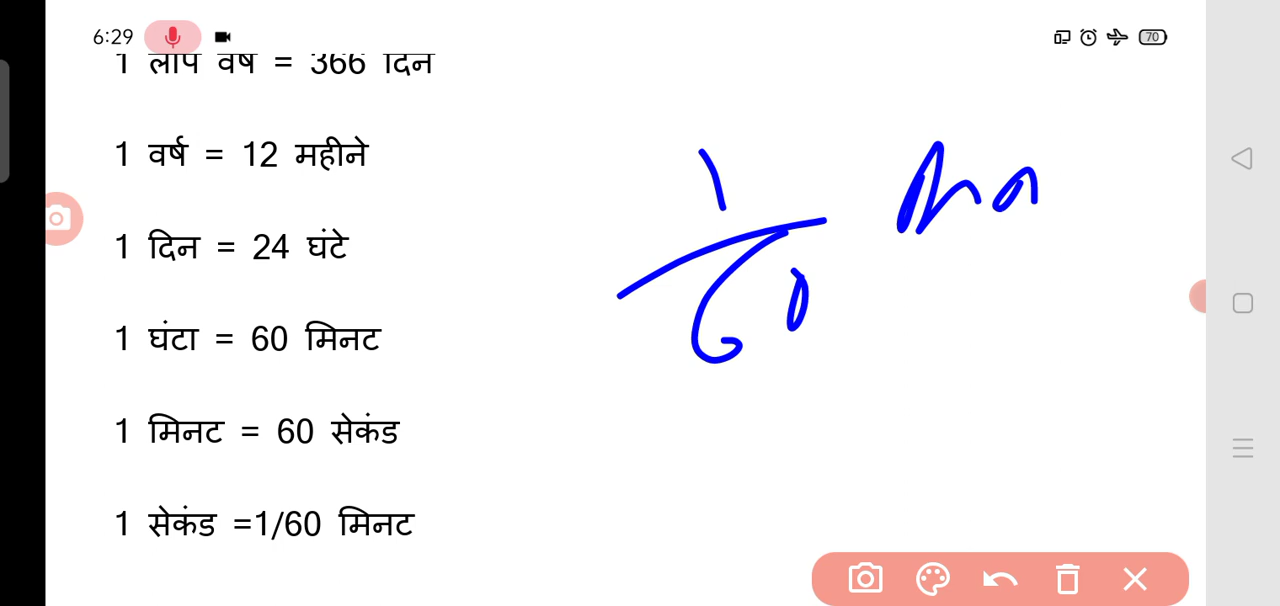 6:29
70
1 लीप वर्ष = 366 दिन
1 वर्ष = 12 महीने
1 दिन = 24 घंटे
1 घंटा = 60 मिनट
1 मिनट = 60 सेकंड
1 सेकंड =1/60 मिनट
1
60